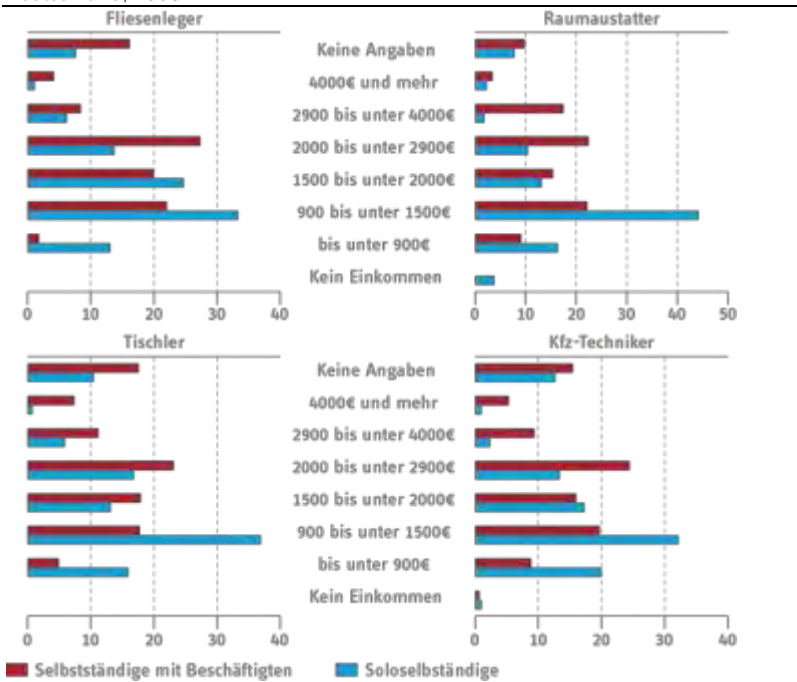 Fliesenleger
Raumaustatter
Keine Angaben
4000€ und mehr
2900 bis unter 4000€
2000 bis unter 2900€
1500 bis unter 2000€
900 bis unter 1500€
bis unter 900€
Kein Einkommen
0 10 20 30 40
0 10 20 30 40 50
Tischler
Kfz-Techniker
Keine Angaben
4000€ und mehr
2900 bis unter 4000€
2000 bis unter 2900€
1500 bis unter 2000€
900 bis unter 1500€
bis unter 900€
Kein Einkommen
0 10 20 30 40
0 10 20 30 40
Selbstständige mit Beschäftigten
Soloselbständige